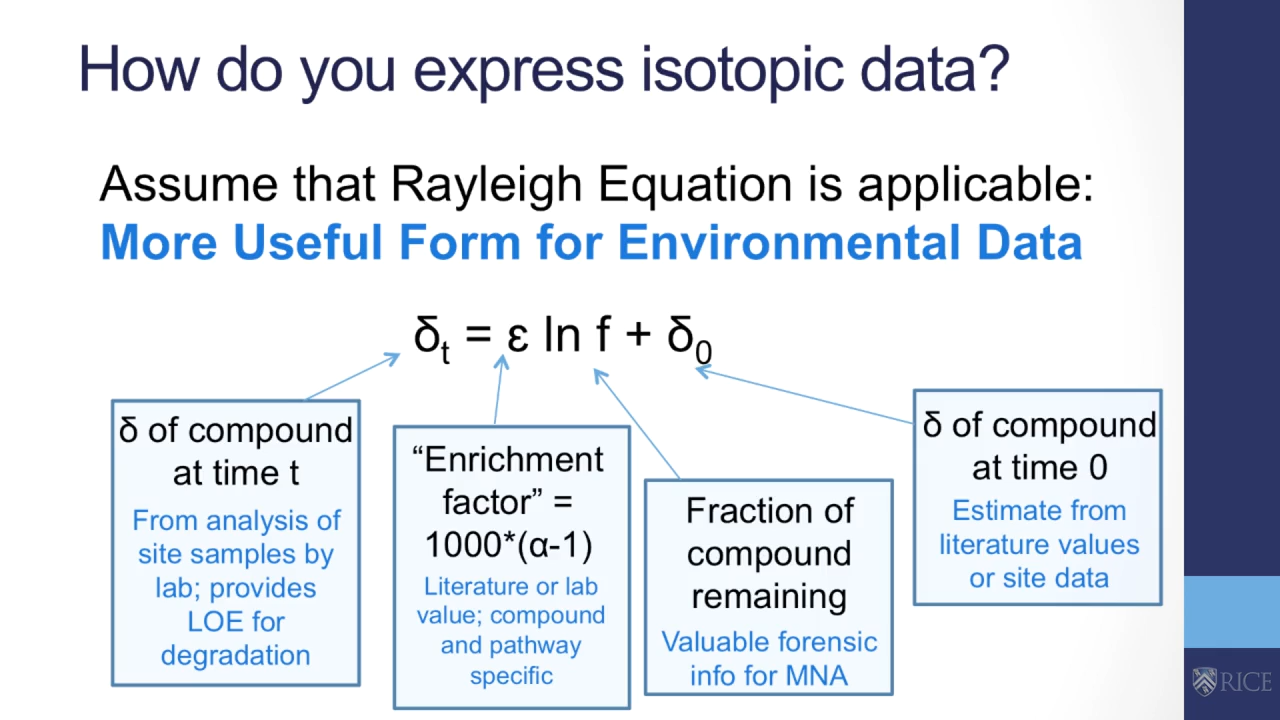 How do you express isotopic data?
Assume that Rayleigh Equation is applicable:
More Useful Form for Environmental Data
δt = ε ln f + δ0
δ of compound
at time t
From analysis of
site samples by
lab; provides
LOE for
degradation
“Enrichment
factor” =
1000*(α-1)
Literature or lab
value; compound
and pathway
specific
Fraction of
compound
remaining
Valuable forensic
info for MNA
δ of compound
at time 0
Estimate from
literature values
or site data
RICE